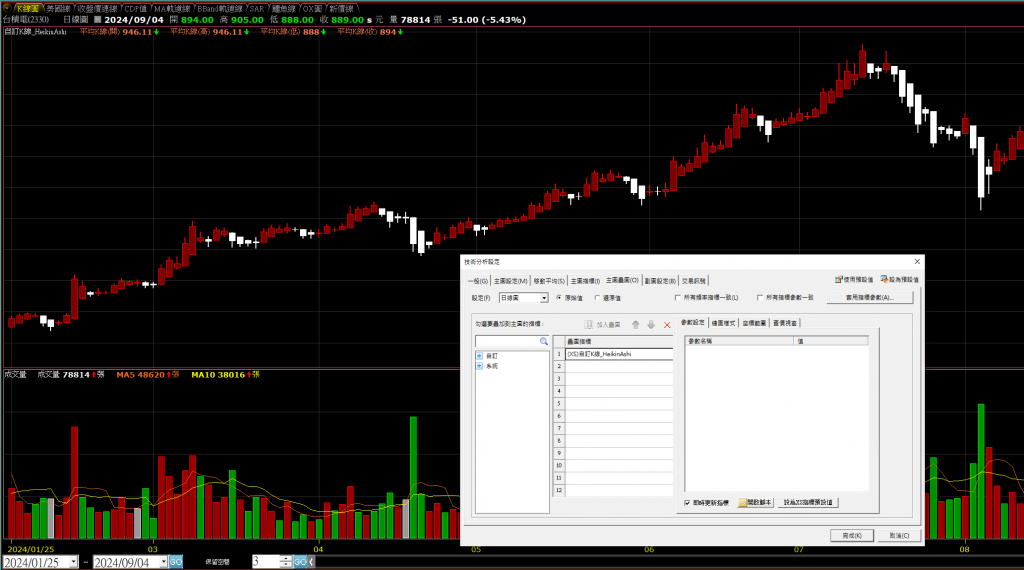 K線圖 美國線 收盤價連線 CDP值 MA軌道線 BBand軌道線 SAR 鱷魚線 OX圖 新價線
台積電(2330) 日線圖 2024/09/04 開 894.00 高 905.00 低 888.00 收 889.00 s 元 量 78814 張 -51.00 (-5.43%)
自訂K線_HeikinAshi 平均K線(開) 946.11 平均K線(高) 946.11 平均K線(低) 888 平均K線(收) 894
技術分析設定
一般(G) 主圖設定(M) 移動平均(S) 主圖指標(I) 主圖疊圖(O) 副圖設定(B) 交易訊號
使用預設值 設為預設值
設定(F) 日線圖 原始值 還原值 所有頻率指標一致(L) 所有指標參數一致 套用指標參數(A)...
勾選要疊加到主圖的指標: 加入疊圖
參數設定 繪圖樣式 座標範圍 查價視窗
疊圖指標
參數名稱 值
1 (XS)自訂K線_HeikinAshi
自訂
2
系統
3
4
5
6
7
8
9
10
11
12
即時更新指標 開啟腳本 設為XS指標預設值
完成(K) 取消(C)
成交量 成交量 78814 張 MA5 48620 張 MA10 38016 張
2024/01/25 03 04 05 06 07 08
2024/01/25 ~ 2024/09/04 GO 保留空間 3 GO